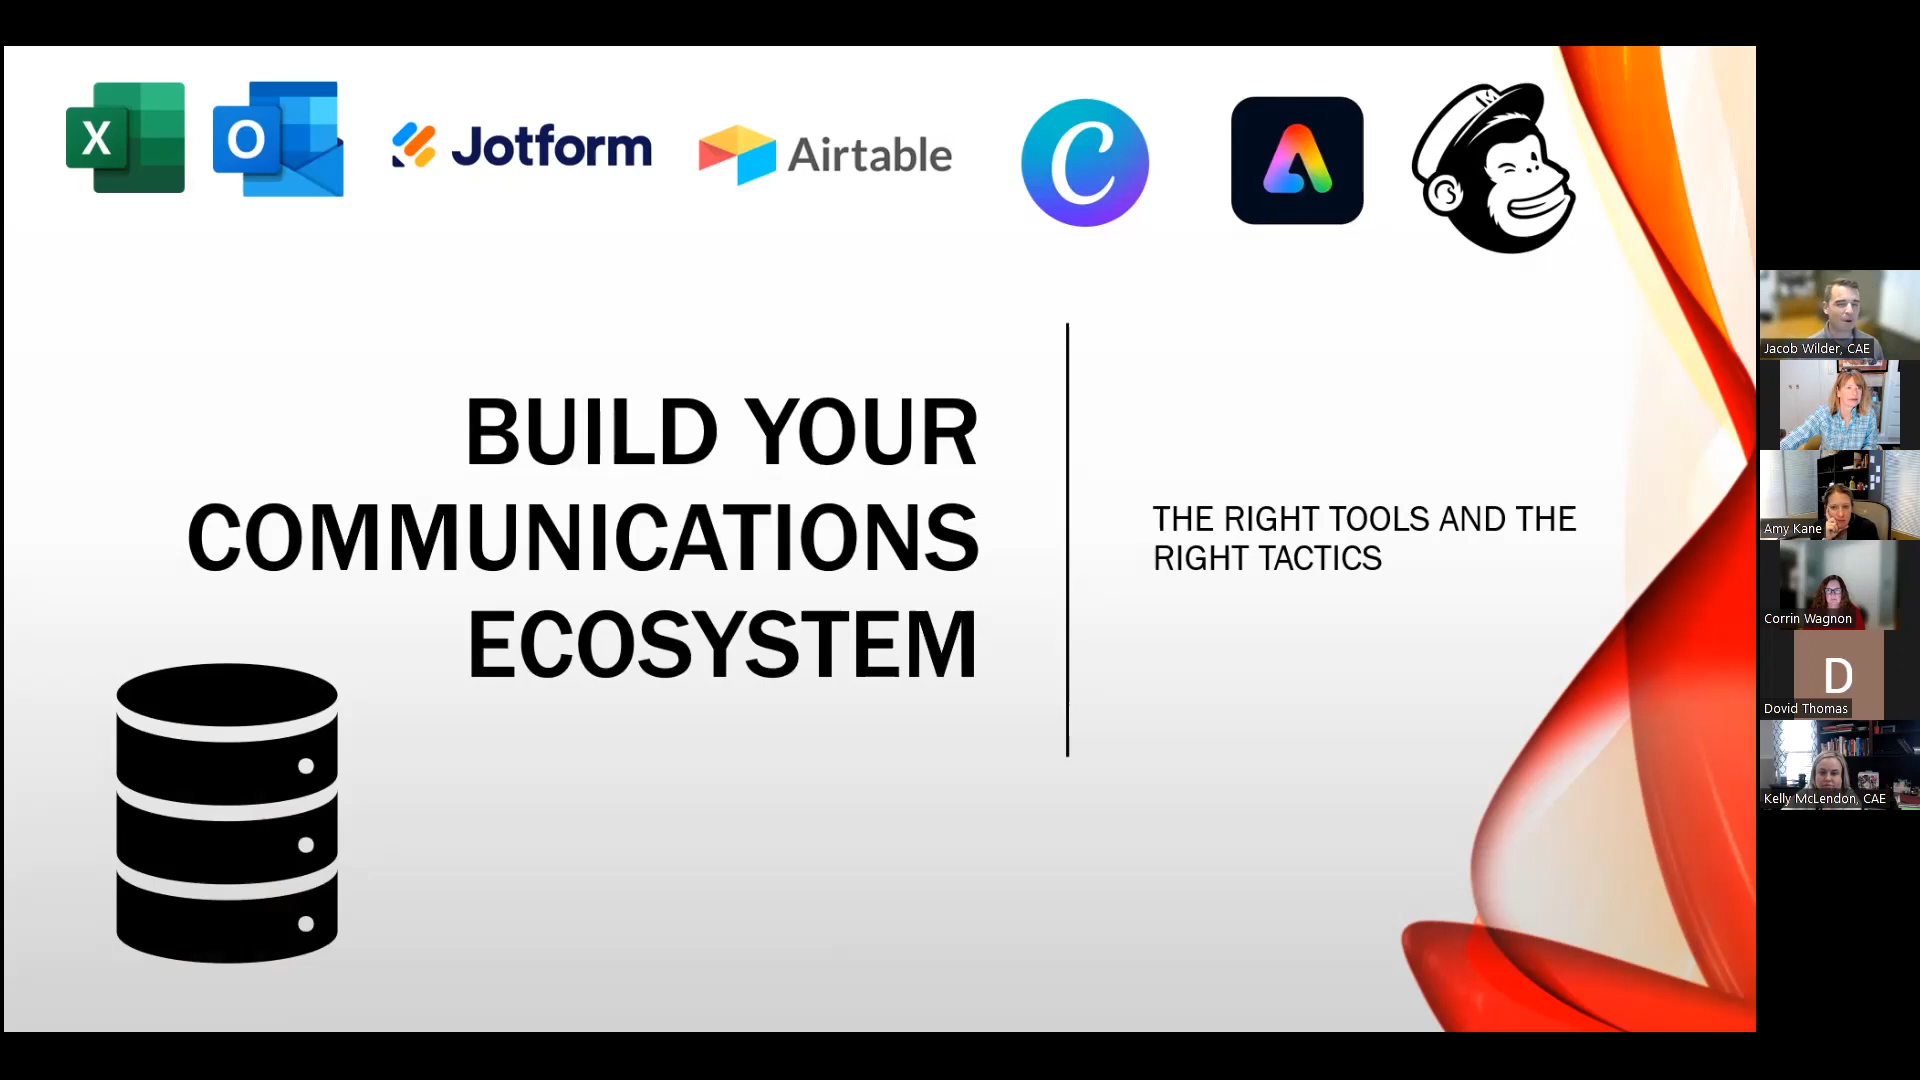 X
O
Jotform
Airtable
C
BUILD YOUR
COMMUNICATIONS
ECOSYSTEM
THE RIGHT TOOLS AND THE
RIGHT TACTICS
Jacob Wilder, CAE
Amy Kane
Corrin Wagnon
D
Dovid Thomas
Kelly McLendon, CAE